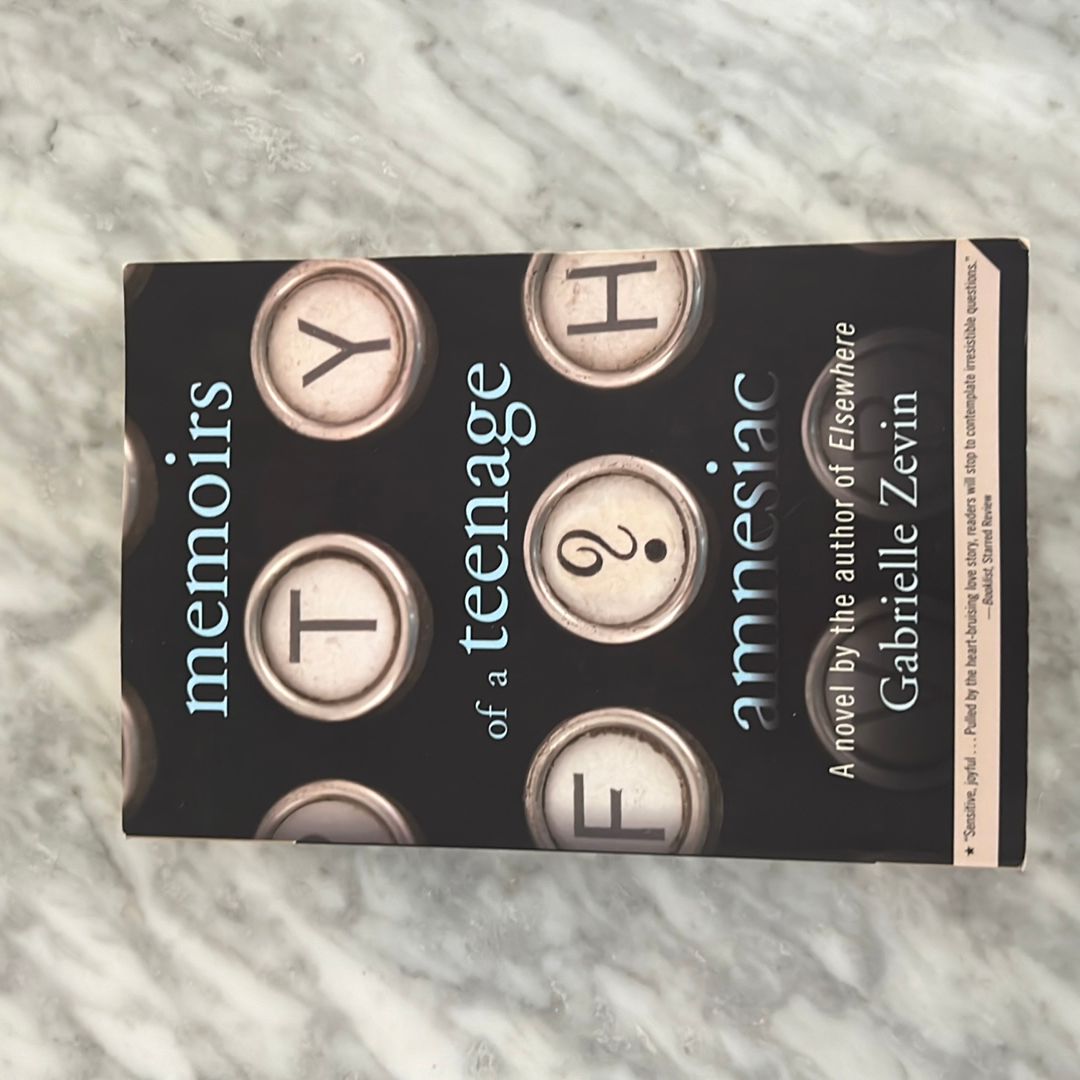 memoirs
T Y
of a teenage
F ? H
amnesiac
A novel by the author of Elsewhere
Gabrielle Zevin
★ "Sensitive, joyful . . . Pulled by the heart-bruising love story, readers will stop to contemplate irresistible questions."
—Booklist, Starred Review